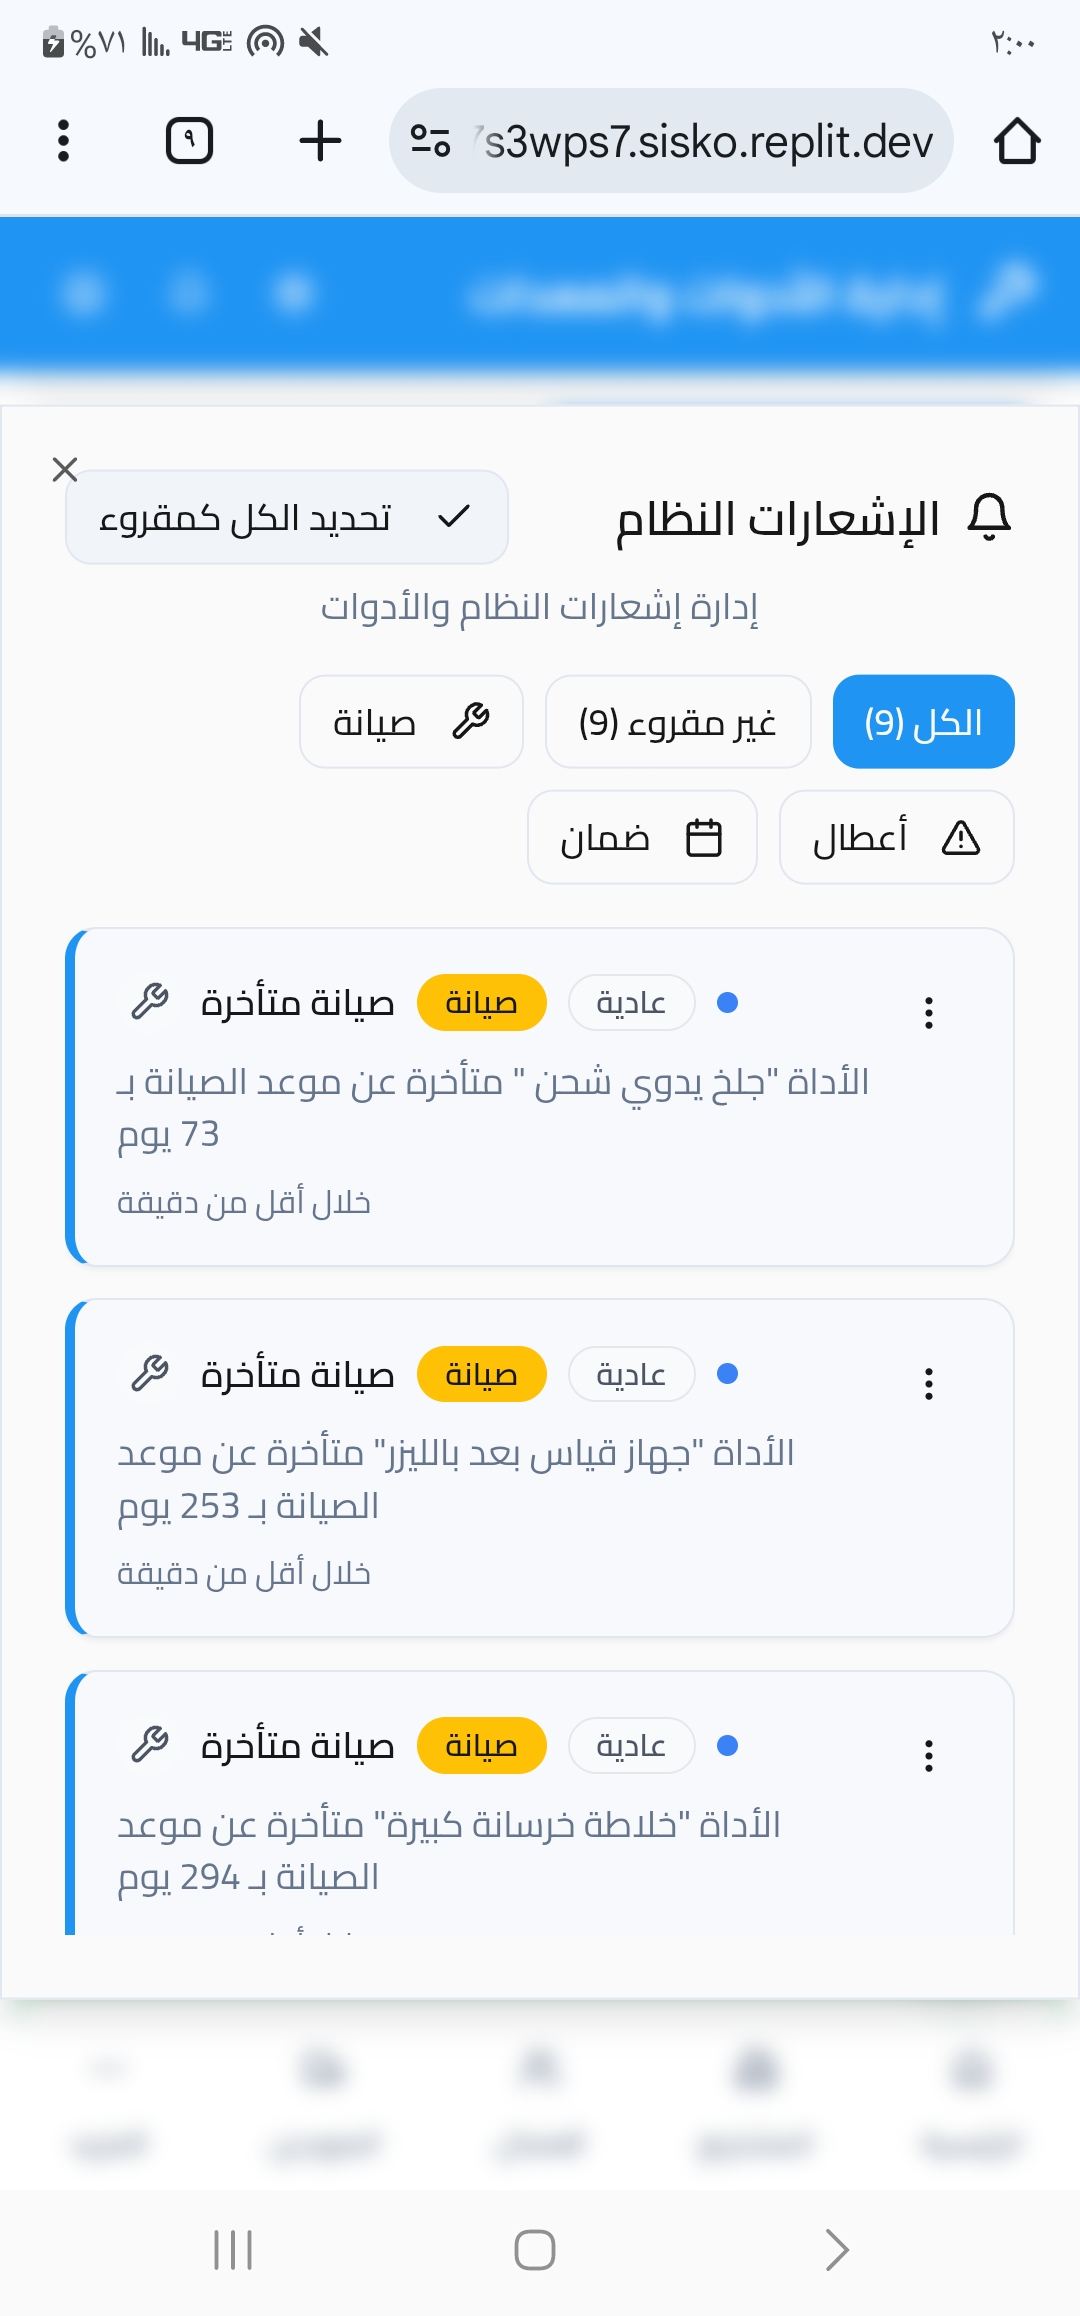 ٢:٠٠
4G LTE
%٧١
s3wps7.sisko.replit.dev
٩
إدارة الأدوات والمعدات
الإشعارات النظام
تحديد الكل كمقروء
إدارة إشعارات النظام والأدوات
الكل (9)
غير مقروء (9)
صيانة
أعطال
ضمان
صيانة متأخرة
صيانة
عادية
الأداة "جلخ يدوي شحن " متأخرة عن موعد الصيانة بـ
73 يوم
خلال أقل من دقيقة
صيانة متأخرة
صيانة
عادية
الأداة "جهاز قياس بعد بالليزر" متأخرة عن موعد
الصيانة بـ 253 يوم
خلال أقل من دقيقة
صيانة متأخرة
صيانة
عادية
الأداة "خلاطة خرسانة كبيرة" متأخرة عن موعد
الصيانة بـ 294 يوم